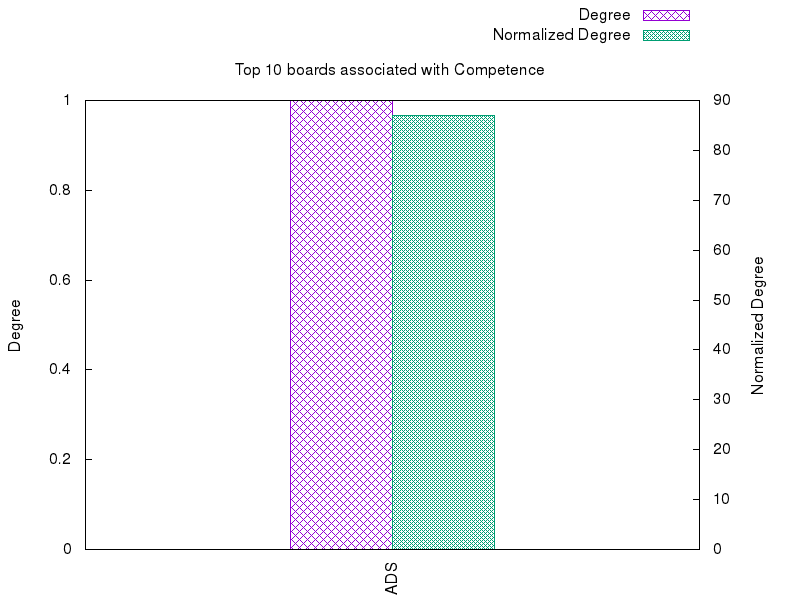 Degree
Normalized Degree
Top 10 boards associated with Competence
1
0.8
0.6
0.4
0.2
0
90
80
70
60
50
40
30
20
10
0
Degree
Normalized Degree
ADS